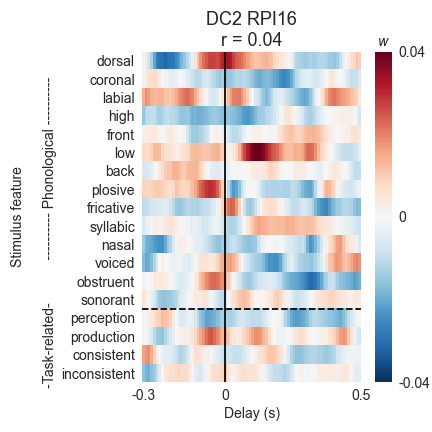 DC2 RPI16
r = 0.04
w
dorsal
coronal
labial
high
front
low
back
plosive
fricative
syllabic
nasal
voiced
obstruent
sonorant
perception
production
consistent
inconsistent
Stimulus feature
---------- Phonological ----------
-Task-related-
0.04
0
-0.04
-0.3
0
0.5
Delay (s)